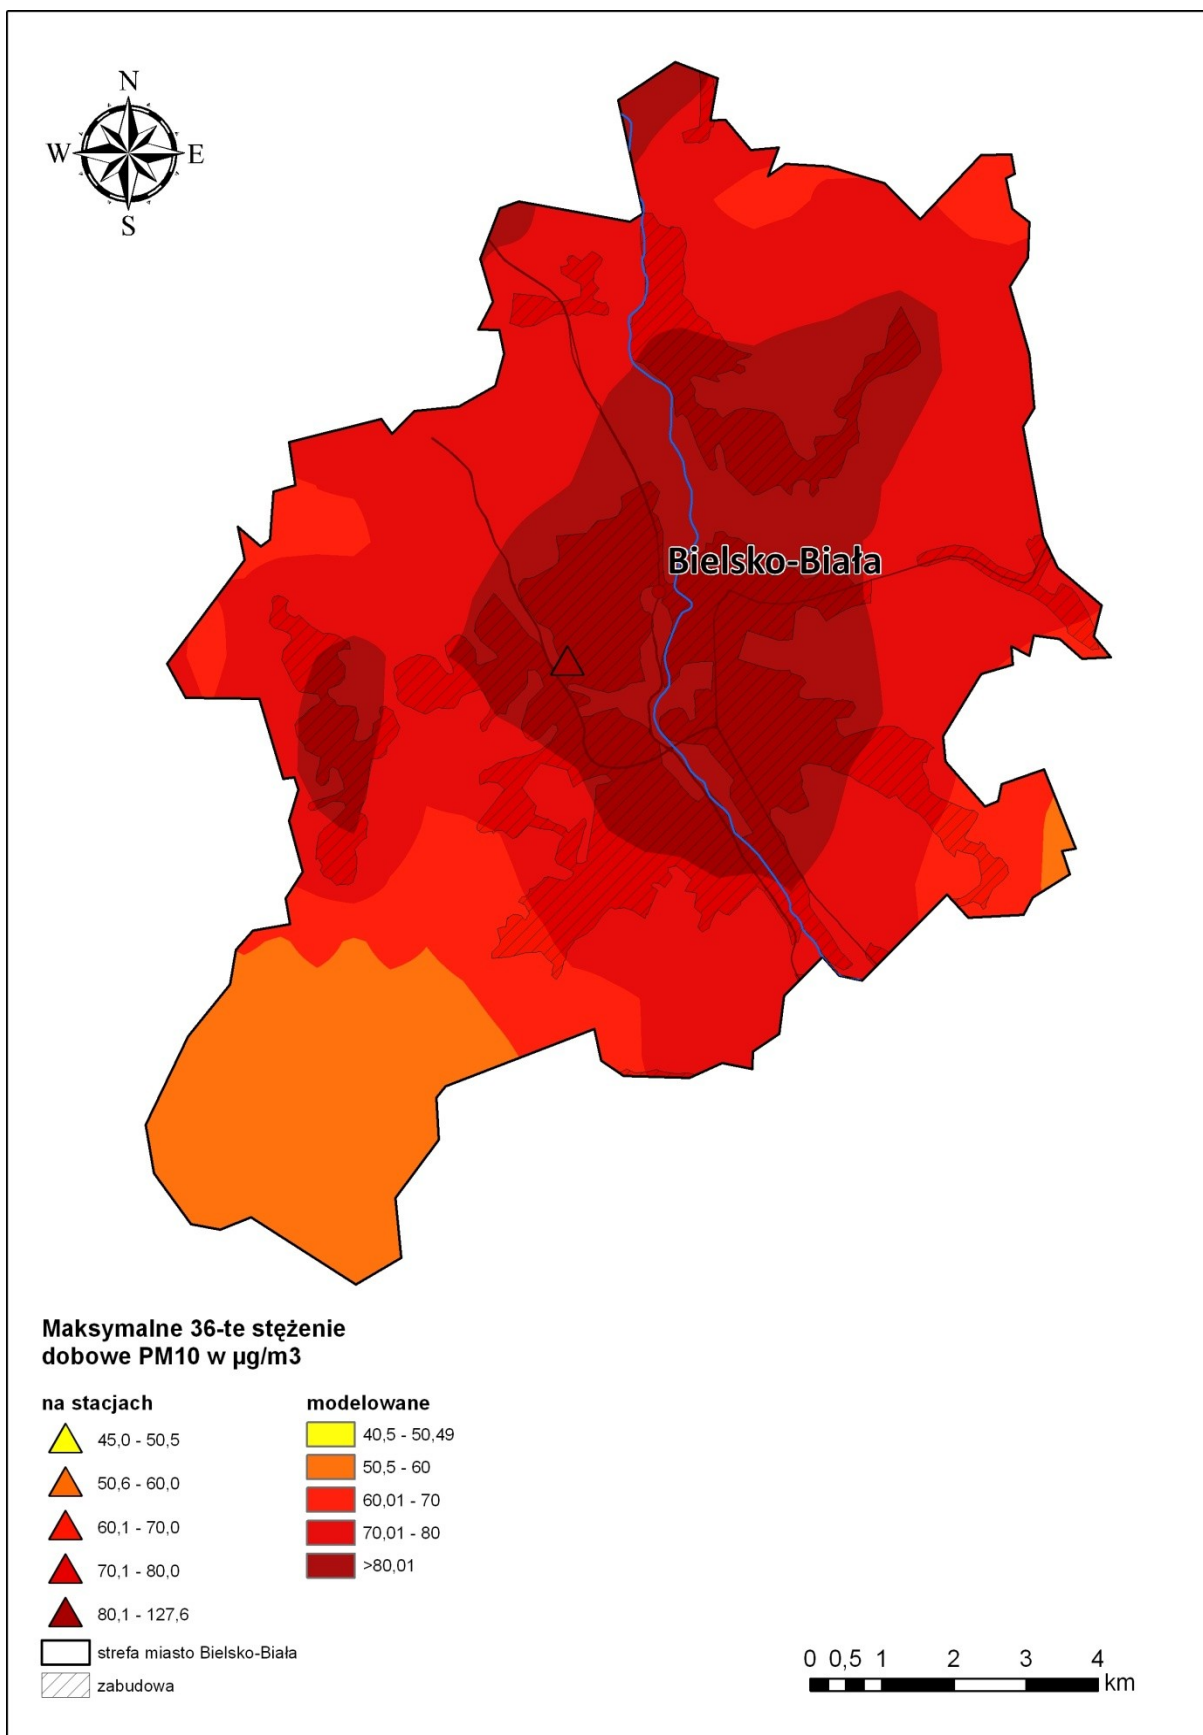 N
W E
S
Bielsko-Biała
Maksymalne 36-te stężenie
dobowe PM10 w µg/m3
na stacjach
45,0 - 50,5
50,6 - 60,0
60,1 - 70,0
70,1 - 80,0
80,1 - 127,6
strefa miasto Bielsko-Biała
zabudowa
modelowane
40,5 - 50,49
50,5 - 60
60,01 - 70
70,01 - 80
>80,01
0 0,5 1 2 3 4
km